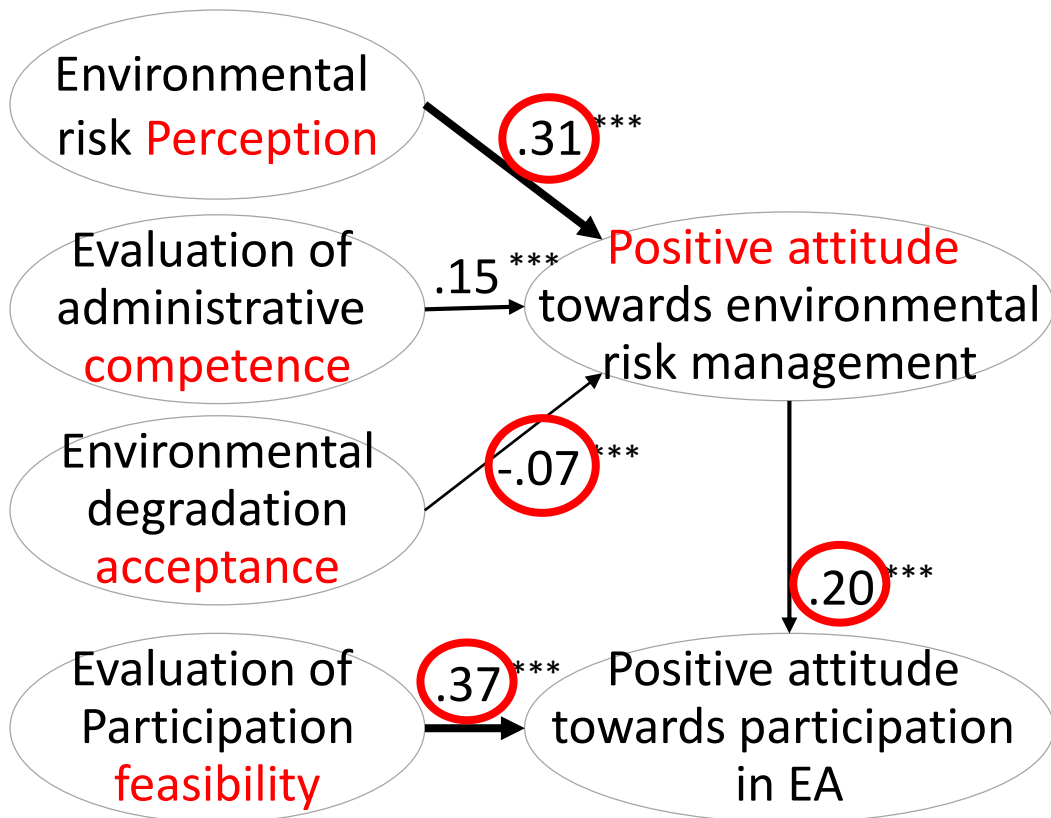 Environmental
risk Perception
.31 ***
Evaluation of
administrative
competence
.15 ***
Positive attitude
towards environmental
risk management
Environmental
degradation
acceptance
-.07 ***
.20 ***
Evaluation of
Participation
feasibility
.37 ***
Positive attitude
towards participation
in EA